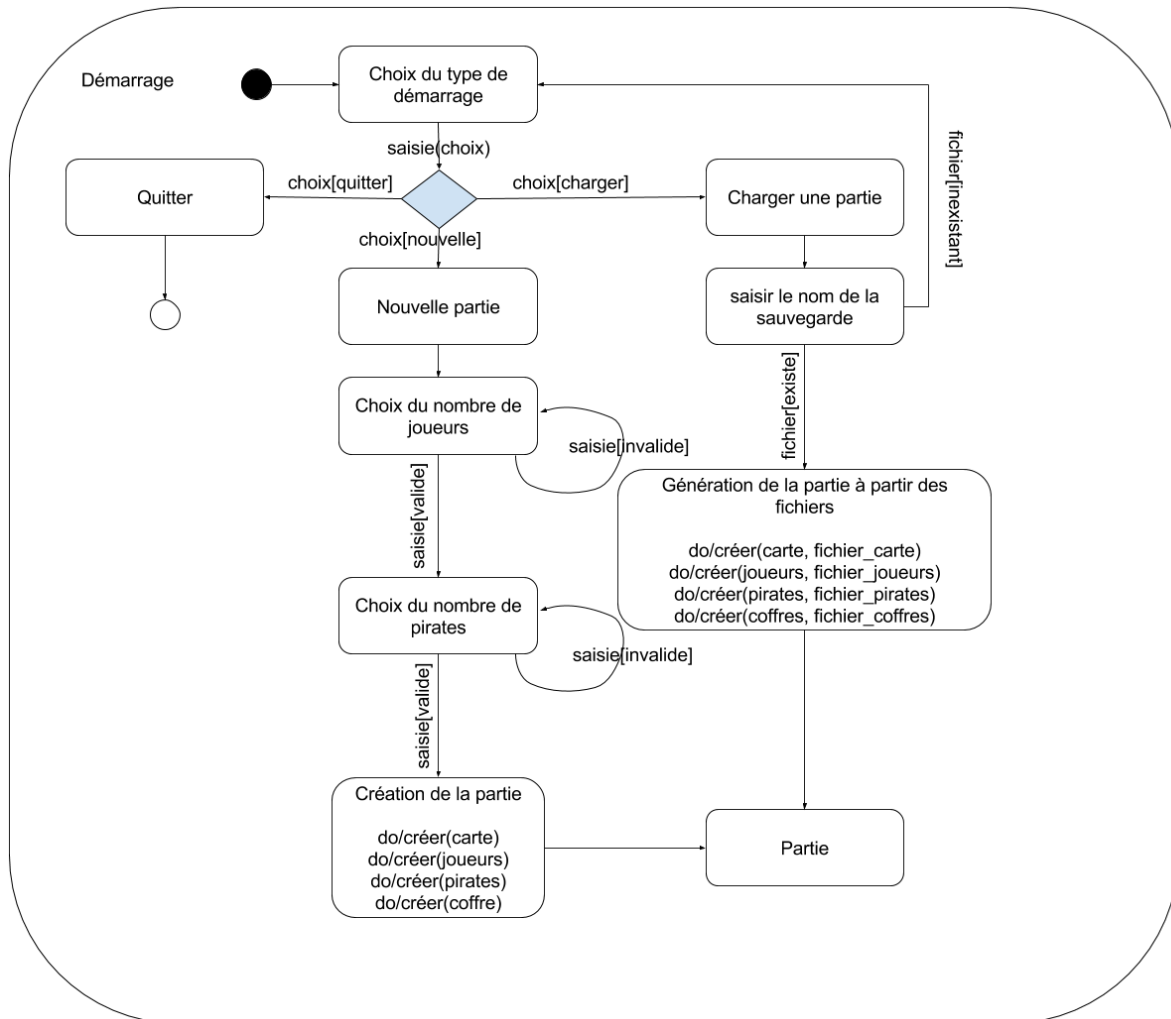 Démarrage
Choix du type de
démarrage
saisie(choix)
choix[quitter]
choix[charger]
choix[nouvelle]
Quitter
Charger une partie
fichier[inexistant]
Nouvelle partie
saisir le nom de la
sauvegarde
Choix du nombre de
joueurs
saisie[invalide]
fichier[existe]
saisie[valide]
Génération de la partie à partir des
fichiers
do/créer(carte, fichier_carte)
do/créer(joueurs, fichier_joueurs)
do/créer(pirates, fichier_pirates)
do/créer(coffres, fichier_coffres)
Choix du nombre de
pirates
saisie[invalide]
saisie[valide]
Création de la partie
do/créer(carte)
do/créer(joueurs)
do/créer(pirates)
do/créer(coffre)
Partie